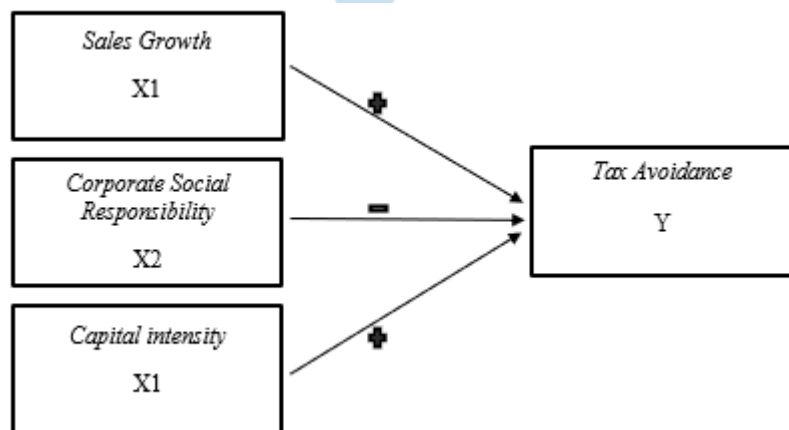 Sales Growth
X1
Corporate Social
Responsibility
X2
Capital intensity
X1
Tax Avoidance
Y
+
-
+